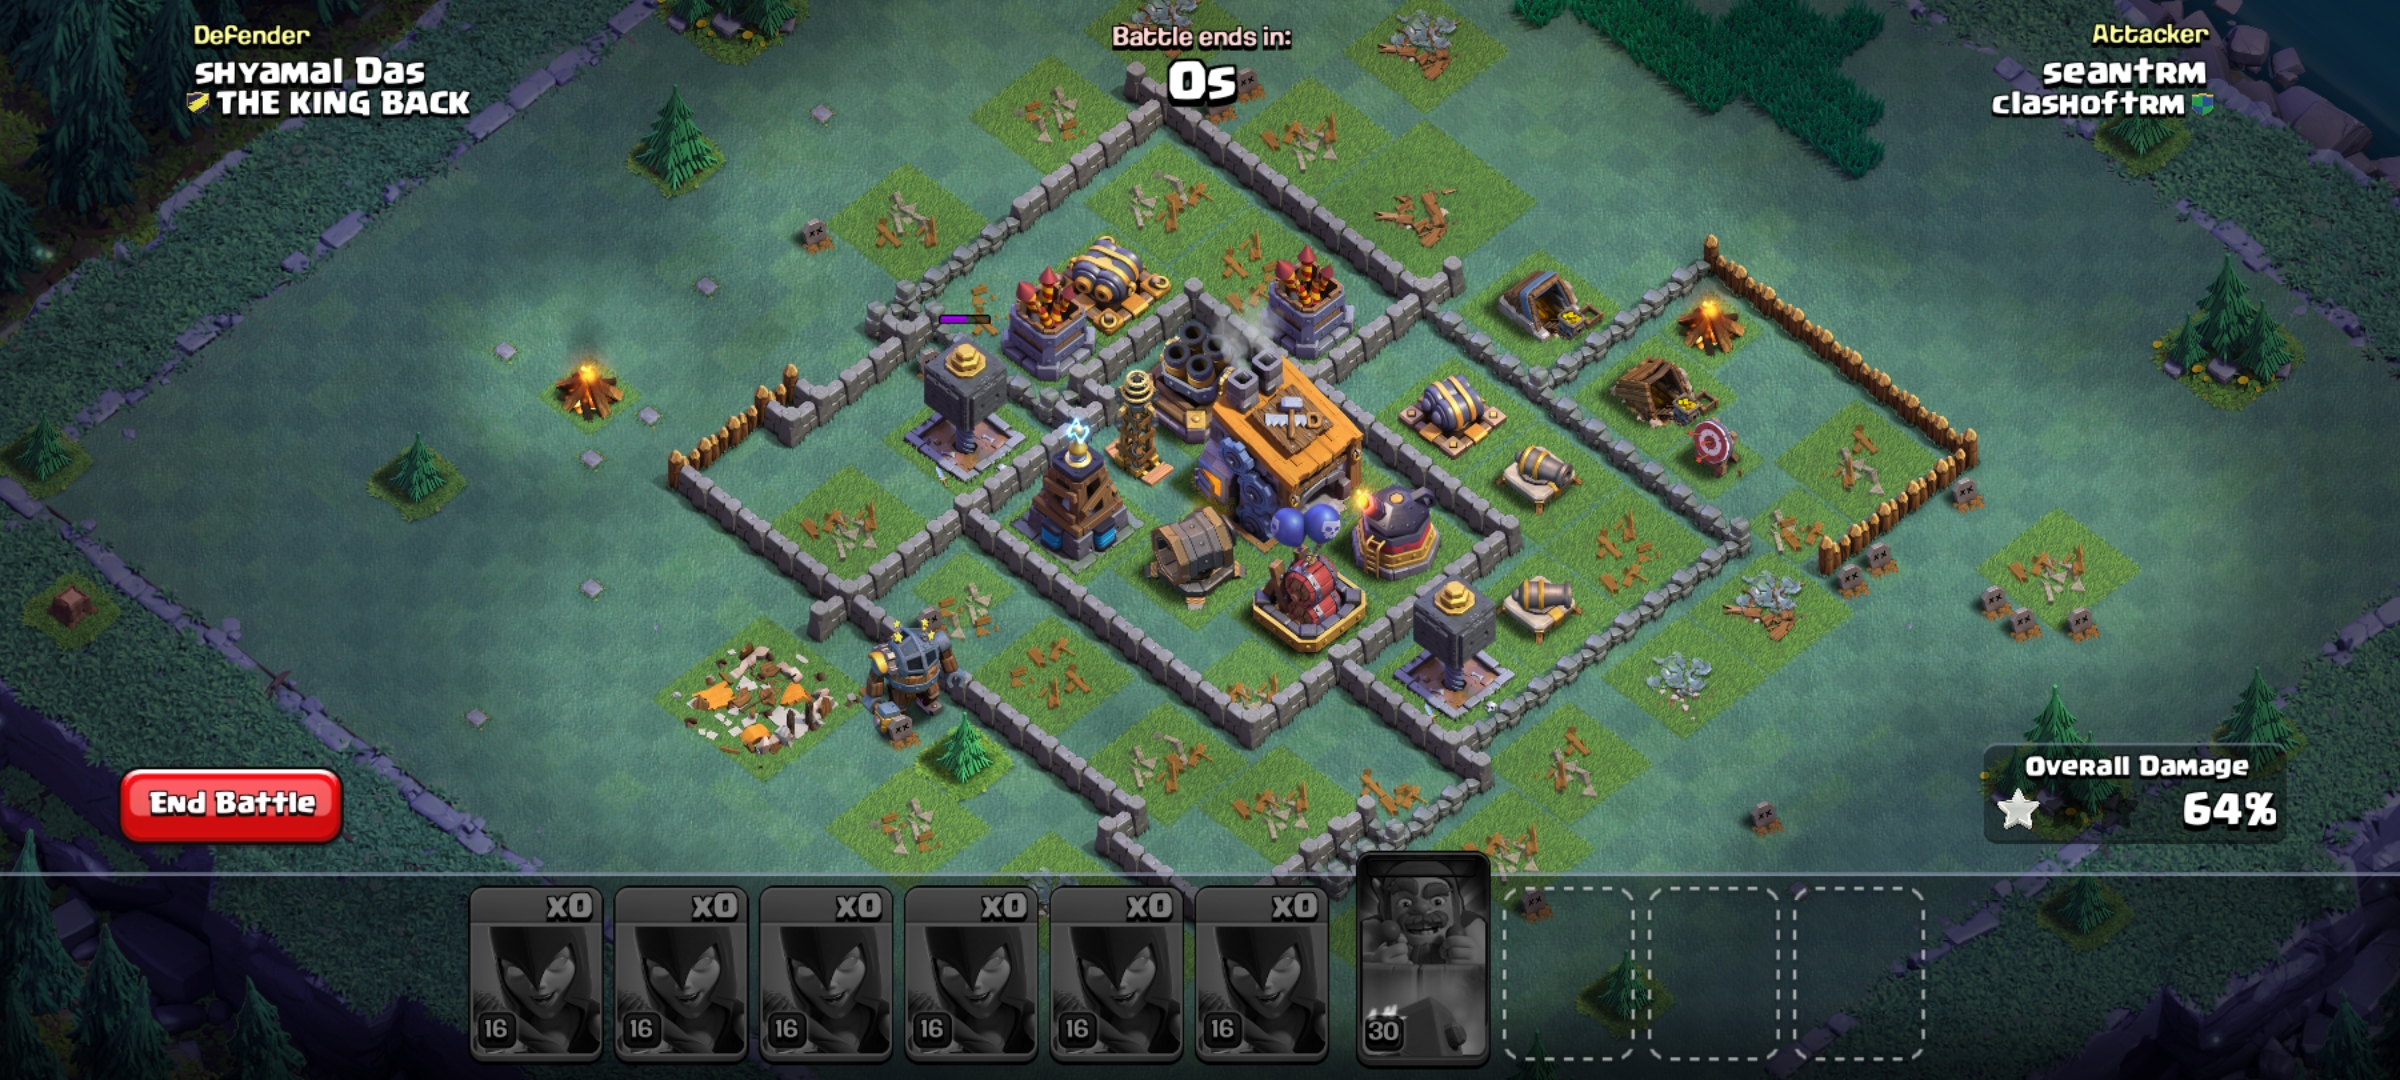 Defender
shyamal Das
THE KING BACK
Battle ends in:
0s
Attacker
seantRM
clashoftRM
End Battle
Overall Damage
64%
x0
x0
x0
x0
x0
x0
16
16
16
16
16
16
30